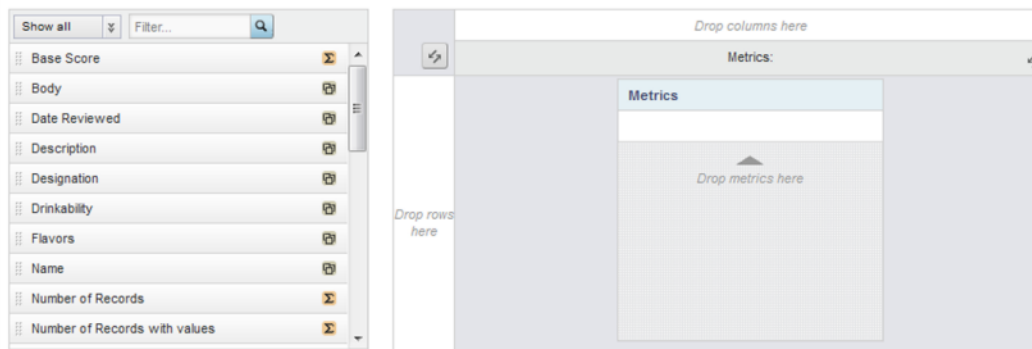 Show all
Filter...
Base Score
Body
Date Reviewed
Description
Designation
Drinkability
Flavors
Name
Number of Records
Number of Records with values
Drop columns here
Metrics:
Metrics
Drop metrics here
Drop rows
here